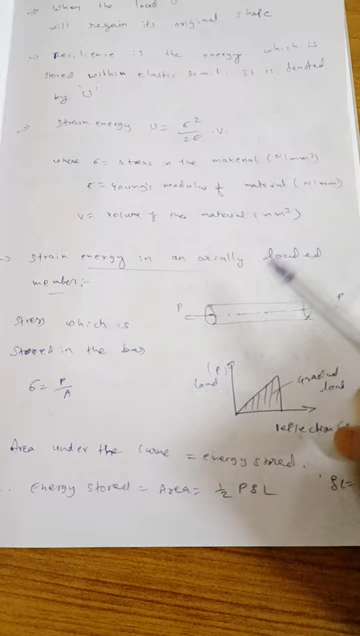 when the load
will regain its original shape
→ Resilience is the energy which is
stored within elastic limit. It is denoted
by 'U'
→ Strain energy U = σ²/2E . V.
where σ = stress in the material (N/mm²)
E = young's modulus of material (N/mm²)
V = volume of the material (mm³)
→ Strain energy in an axially loaded
member:-
Stress which is
stored in the bar
σ = P/A
P
P
(P)
load
Gradual
load
Deflection
Area under the curve = energy stored.
∴ Energy stored = Area = 1/2 P δL
'δL=